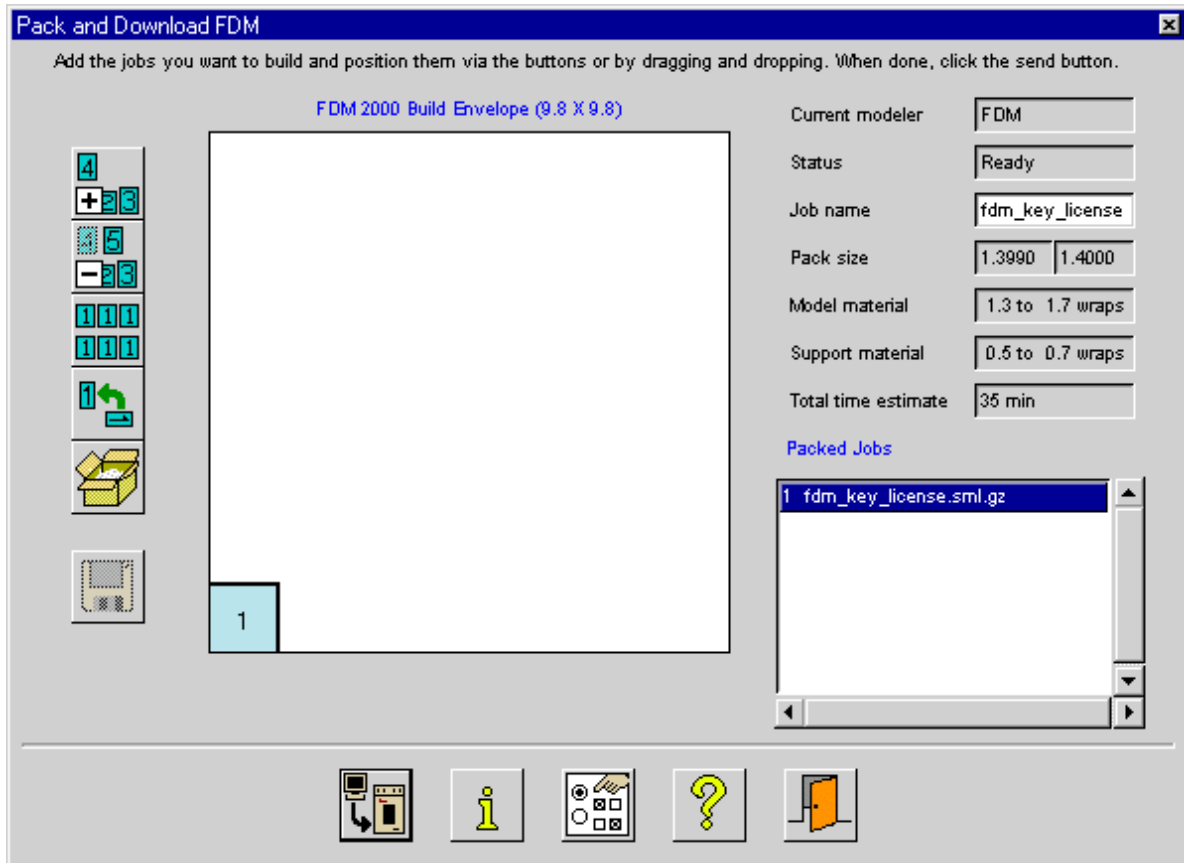 Pack and Download FDM
Add the jobs you want to build and position them via the buttons or by dragging and dropping. When done, click the send button.
FDM 2000 Build Envelope (9.8 X 9.8)
4
+ 2 3
4 5
- 2 3
1 1 1
1 1 1
1
1
Current modeler FDM
Status Ready
Job name fdm_key_license
Pack size 1.3990 1.4000
Model material 1.3 to 1.7 wraps
Support material 0.5 to 0.7 wraps
Total time estimate 35 min
Packed Jobs
1 fdm_key_license.sml.gz
i
?